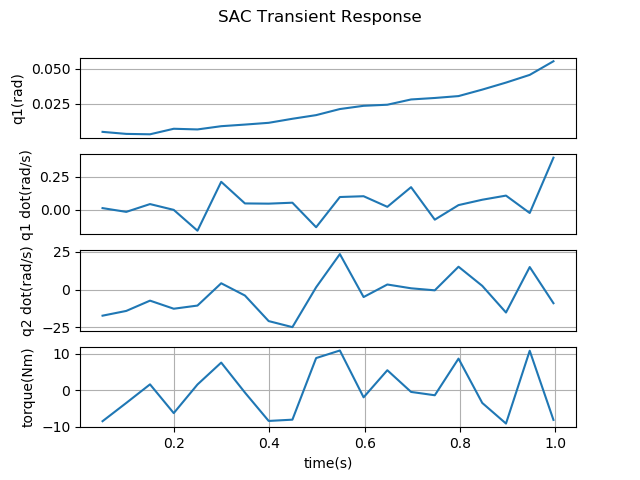 SAC Transient Response
0.050
0.025
q1(rad)
0.25
0.00
q1 dot(rad/s)
25
0
−25
q2 dot(rad/s)
10
0
−10
torque(Nm)
0.2 0.4 0.6 0.8 1.0
time(s)